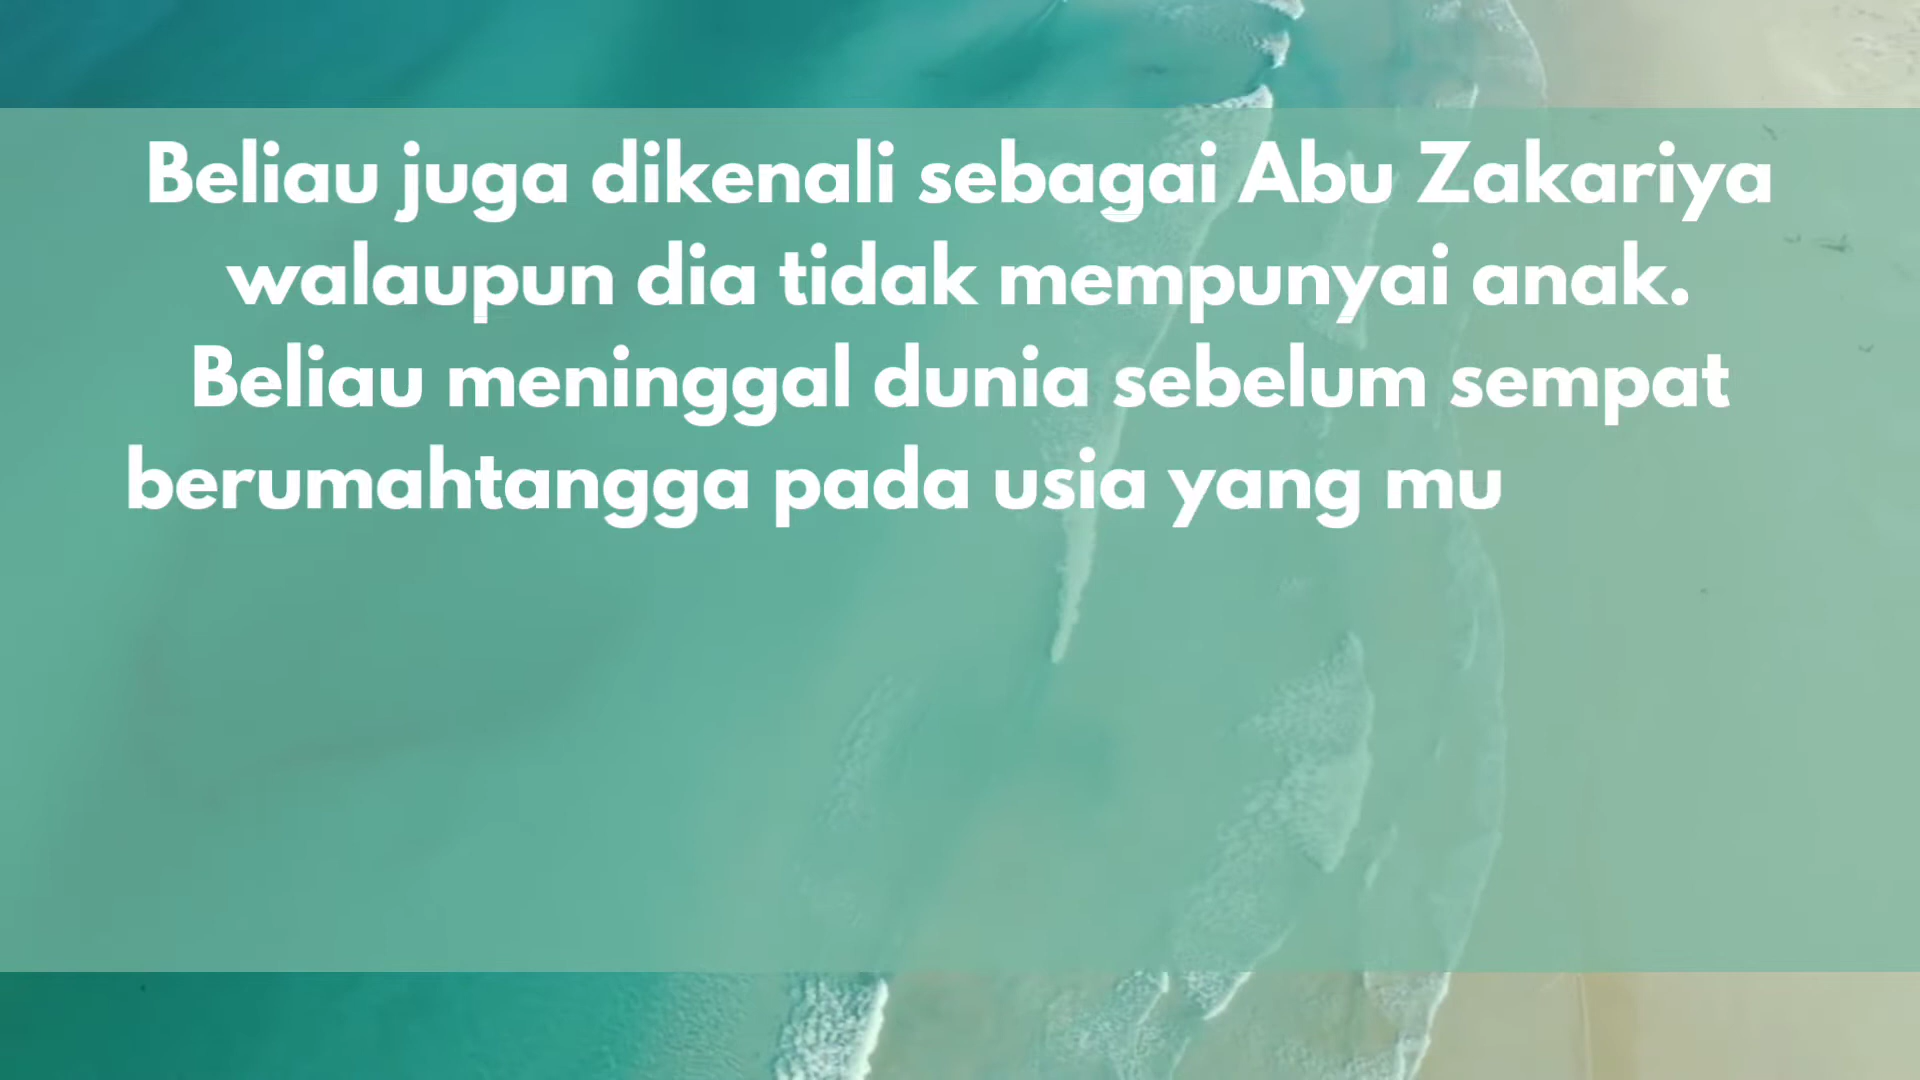 Beliau juga dikenali sebagai Abu Zakariya
walaupun dia tidak mempunyai anak.
Beliau meninggal dunia sebelum sempat
berumahtangga pada usia yang mu